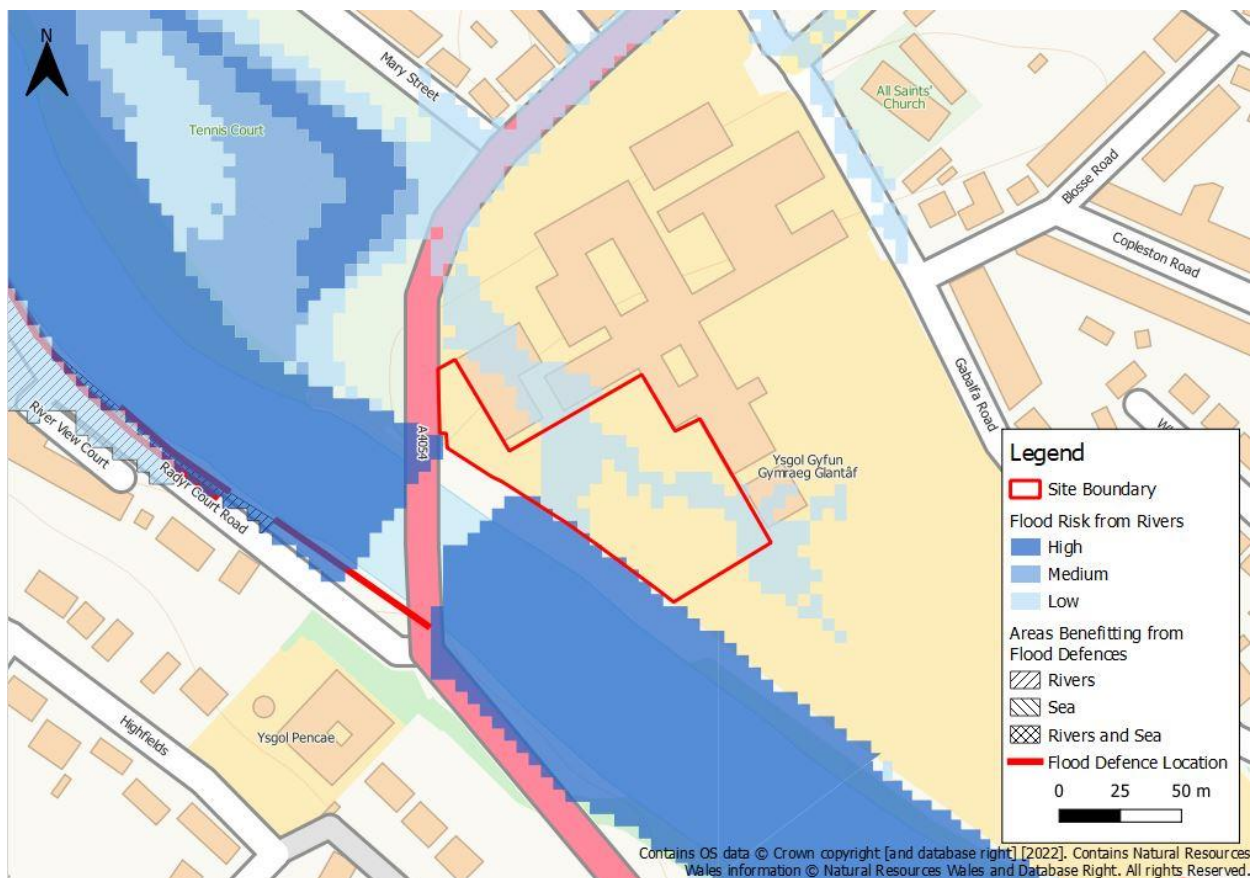 N
Mary Street
Tennis Court
All Saints'
Church
Blosse Road
Copleston Road
Gabalfa Road
A4054
River View Court
Radyr Court Road
Ysgol Gyfun
Gymraeg Glantâf
Ysgol Pencae
Highfields
Legend
Site Boundary
Flood Risk from Rivers
High
Medium
Low
Areas Benefitting from
Flood Defences
Rivers
Sea
Rivers and Sea
Flood Defence Location
0 25 50 m
Contains OS data © Crown copyright [and database right] [2022]. Contains Natural Resources
Wales information © Natural Resources Wales and Database Right. All rights Reserved.